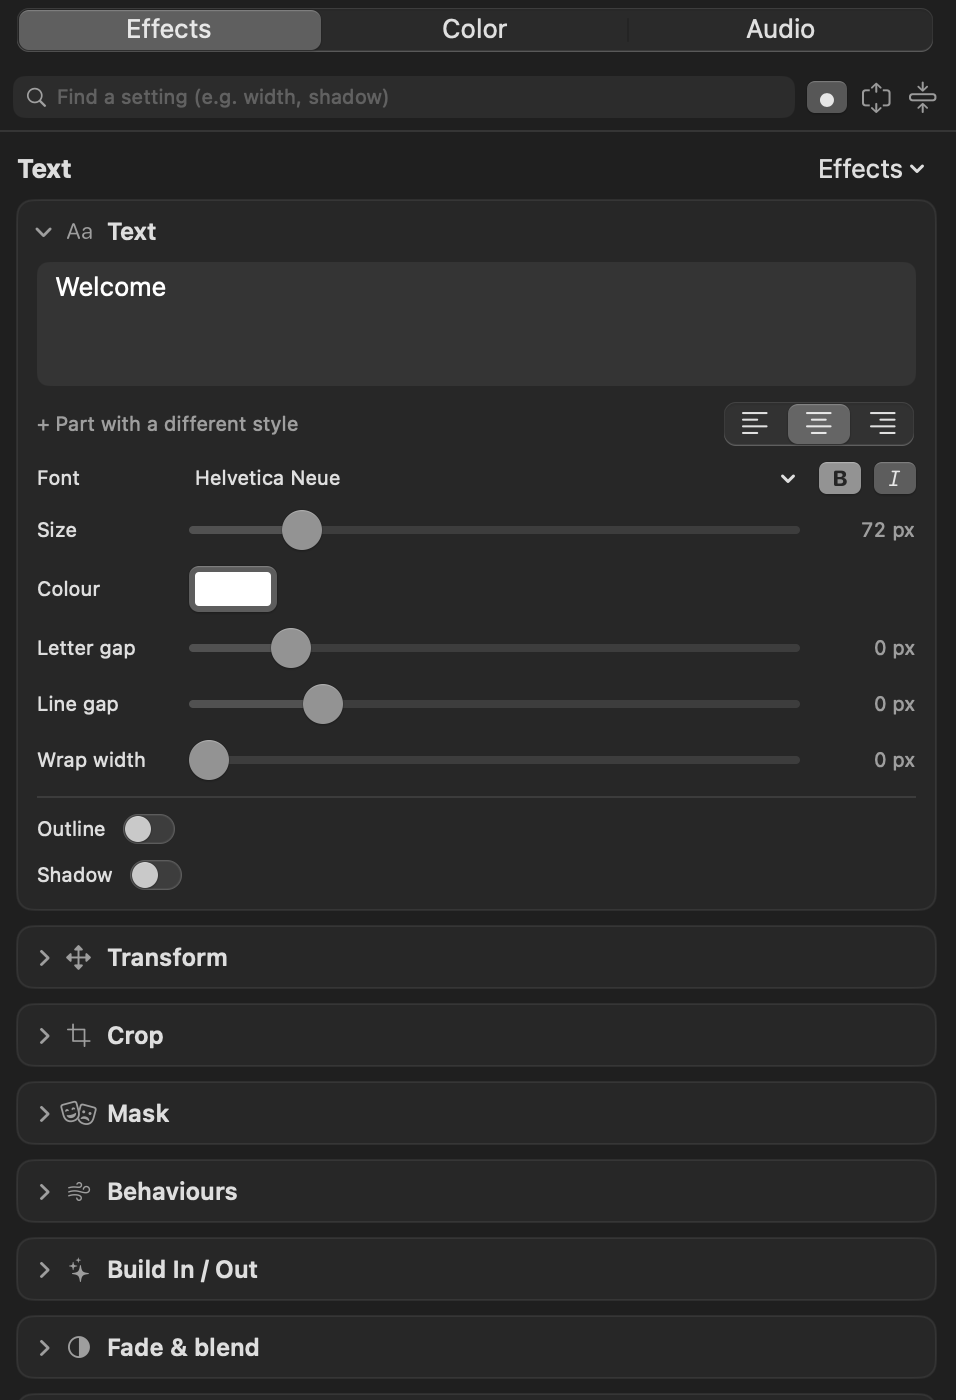 Effects Color Audio
Find a setting (e.g. width, shadow)
Text Effects
Aa Text
Welcome
+ Part with a different style
Font Helvetica Neue B I
Size 72 px
Colour
Letter gap 0 px
Line gap 0 px
Wrap width 0 px
Outline
Shadow
Transform
Crop
Mask
Behaviours
Build In / Out
Fade & blend